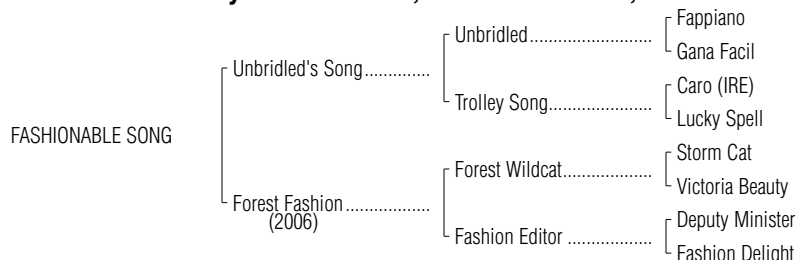 Fappiano
Unbridled..............................
Gana Facil
Unbridled's Song..............
Caro (IRE)
Trolley Song.....................
Lucky Spell
FASHIONABLE SONG
Storm Cat
Forest Wildcat..................
Victoria Beauty
Forest Fashion..................
(2006)
Deputy Minister
Fashion Editor .................
Fashion Delight